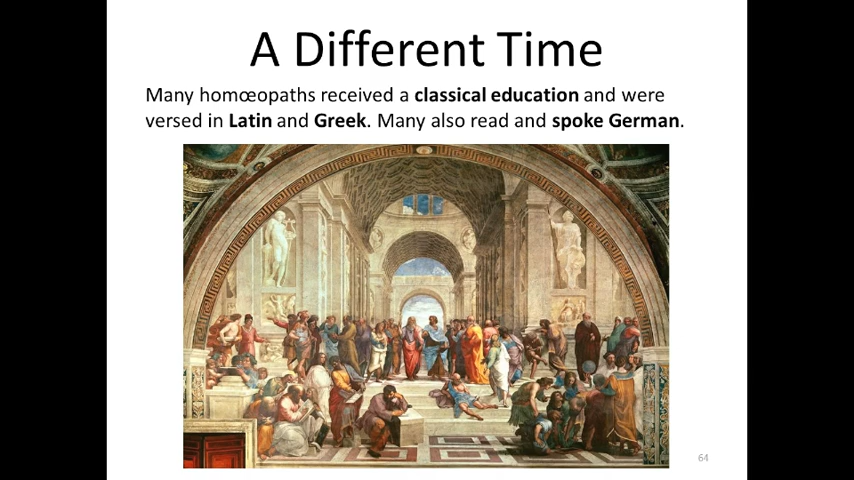 A Different Time
Many homœopaths received a classical education and were
versed in Latin and Greek. Many also read and spoke German.
64